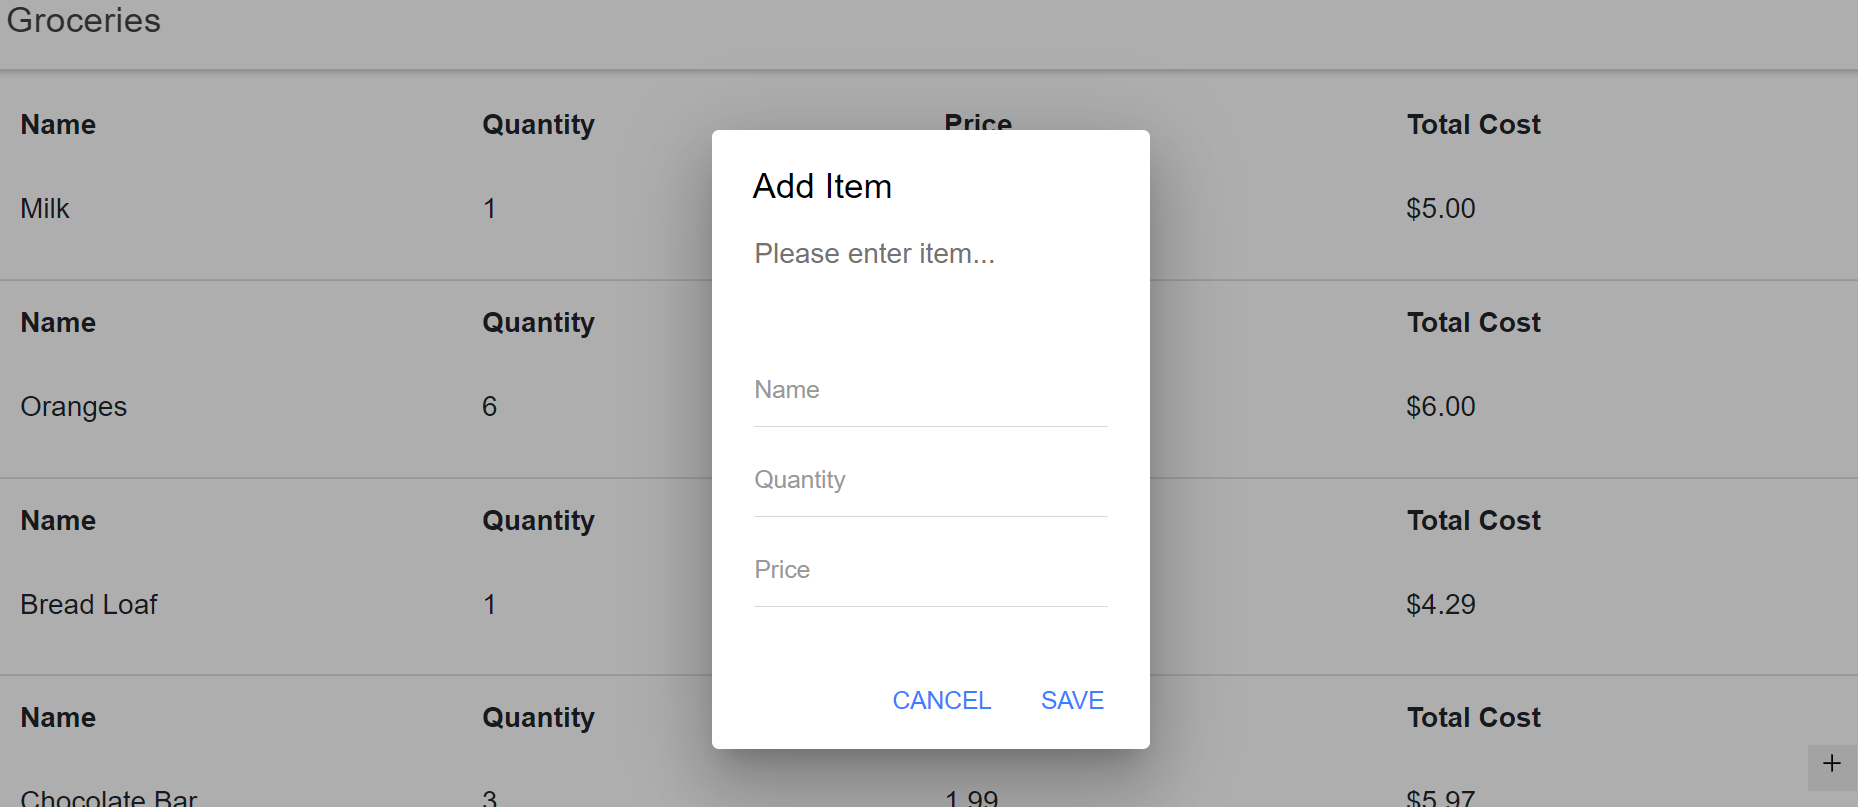 Groceries
Name Quantity Price Total Cost
Milk 1 $5.00
Name Quantity Total Cost
Oranges 6 $6.00
Name Quantity Total Cost
Bread Loaf 1 $4.29
Name Quantity Total Cost
Chocolate Bar 3 1.99 $5.97
Add Item
Please enter item...
Name
Quantity
Price
CANCEL SAVE
+